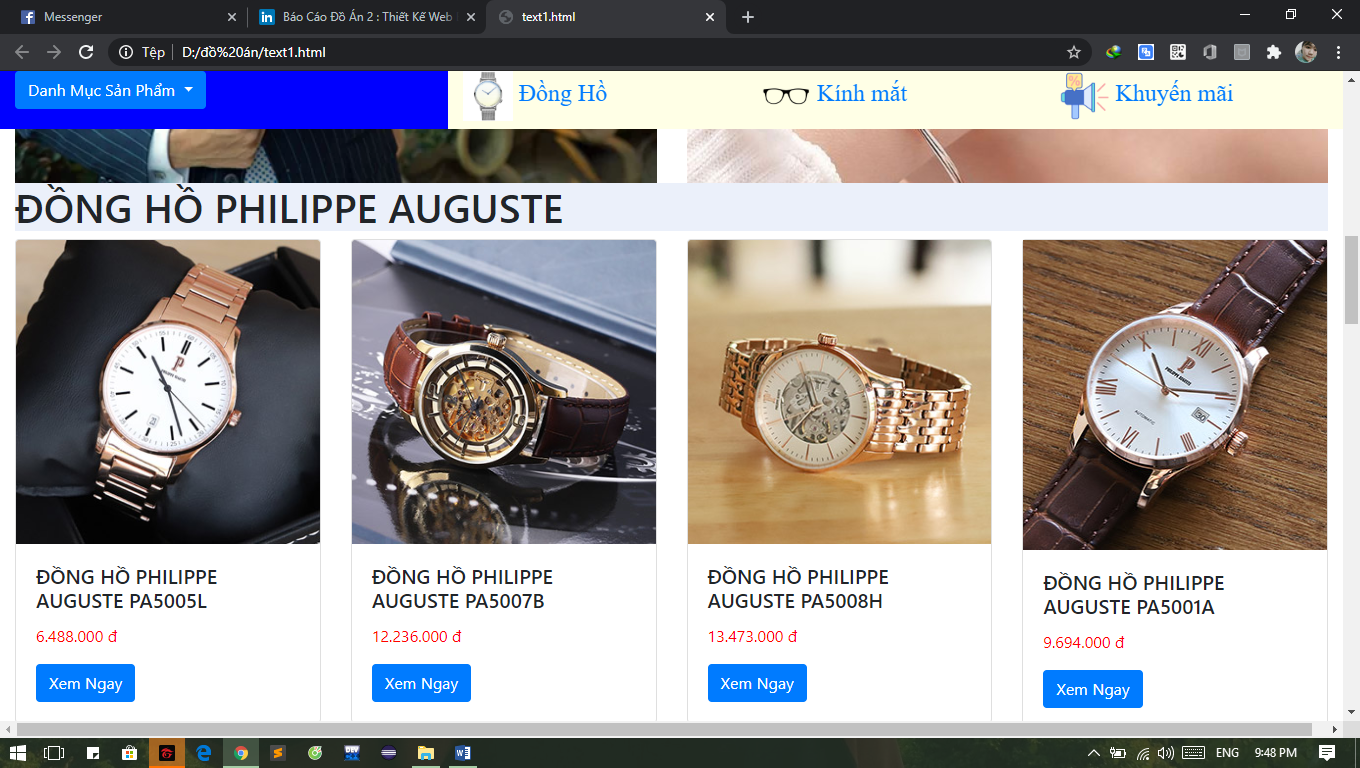 Messenger
Báo Cáo Đồ Án 2 : Thiết Kế Web
text1.html
Tệp
D:/đồ%20án/text1.html
Danh Mục Sản Phẩm
Đồng Hồ
Kính mắt
Khuyến mãi
ĐỒNG HỒ PHILIPPE AUGUSTE
ĐỒNG HỒ PHILIPPE
AUGUSTE PA5005L
6.488.000 đ
Xem Ngay
ĐỒNG HỒ PHILIPPE
AUGUSTE PA5007B
12.236.000 đ
Xem Ngay
ĐỒNG HỒ PHILIPPE
AUGUSTE PA5008H
13.473.000 đ
Xem Ngay
ĐỒNG HỒ PHILIPPE
AUGUSTE PA5001A
9.694.000 đ
Xem Ngay
ENG
9:48 PM